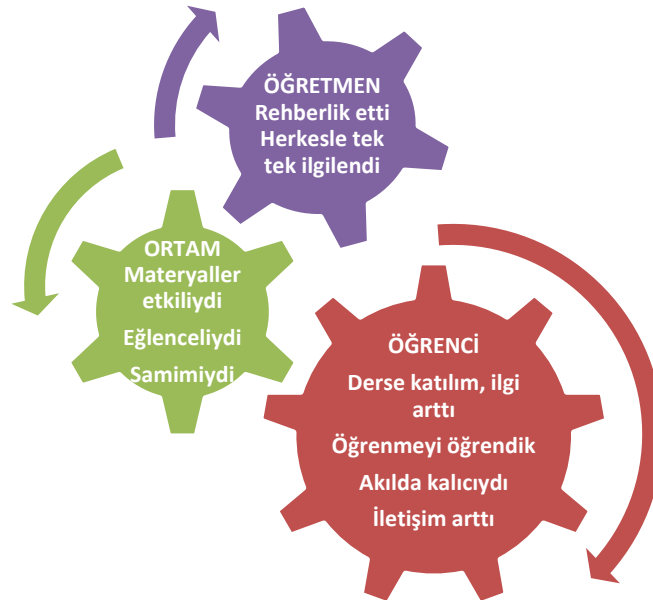 ÖĞRETMEN
Rehberlik etti
Herkesle tek
tek ilgilendi
ORTAM
Materyaller
etkiliydi
Eğlenceliydi
Samimiydi
ÖĞRENCİ
Derse katılım, ilgi
arttı
Öğrenmeyi öğrendik
Akılda kalıcıydı
İletişim arttı